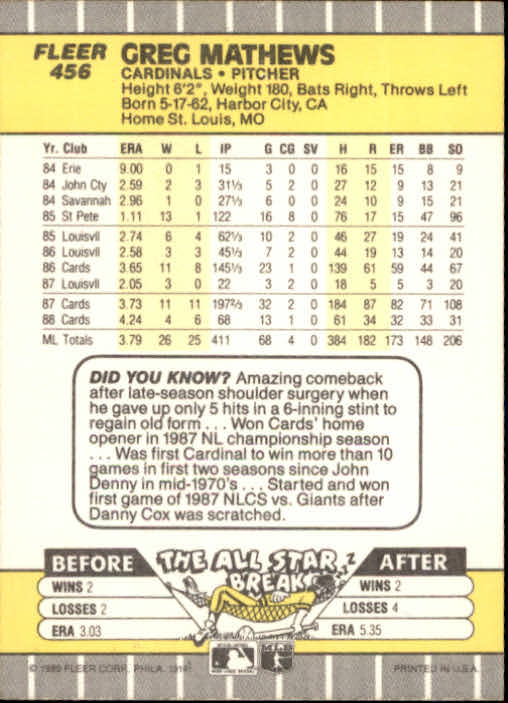 FLEER
456
GREG MATHEWS
CARDINALS • PITCHER
Height 6'2", Weight 180, Bats Right, Throws Left
Born 5-17-62, Harbor City, CA
Home St. Louis, MO
Yr. Club ERA W L IP G CG SV H R ER BB SO
84 Erie 9.00 0 1 15 3 0 0 16 15 15 8 9
84 John Cty 2.59 2 3 31⅓ 5 2 0 27 12 9 13 21
84 Savannah 2.96 1 0 27⅓ 6 0 0 24 10 9 15 21
85 St Pete 1.11 13 1 122 16 8 0 76 17 15 47 96
85 Louisvll 2.74 6 4 62⅓ 10 2 0 46 27 19 24 41
86 Louisvll 2.58 3 3 45⅓ 7 2 0 44 19 13 14 20
86 Cards 3.65 11 8 145⅓ 23 1 0 139 61 59 44 67
87 Louisvll 2.05 3 0 22 3 2 0 18 5 5 3 20
87 Cards 3.73 11 11 197⅔ 32 2 0 184 87 82 71 108
88 Cards 4.24 4 6 68 13 1 0 61 34 32 33 31
ML Totals 3.79 26 25 411 68 4 0 384 182 173 148 206
DID YOU KNOW? Amazing comeback
after late-season shoulder surgery when
he gave up only 5 hits in a 6-inning stint to
regain old form . . . Won Cards' home
opener in 1987 NL championship season
. . . Was first Cardinal to win more than 10
games in first two seasons since John
Denny in mid-1970's . . . Started and won
first game of 1987 NLCS vs. Giants after
Danny Cox was scratched.
BEFORE THE ALL STAR BREAK AFTER
WINS 2 WINS 2
LOSSES 2 LOSSES 4
ERA 3.03 ERA 5.35
© 1989 FLEER CORP., PHILA. 19141 PRINTED IN U.S.A.